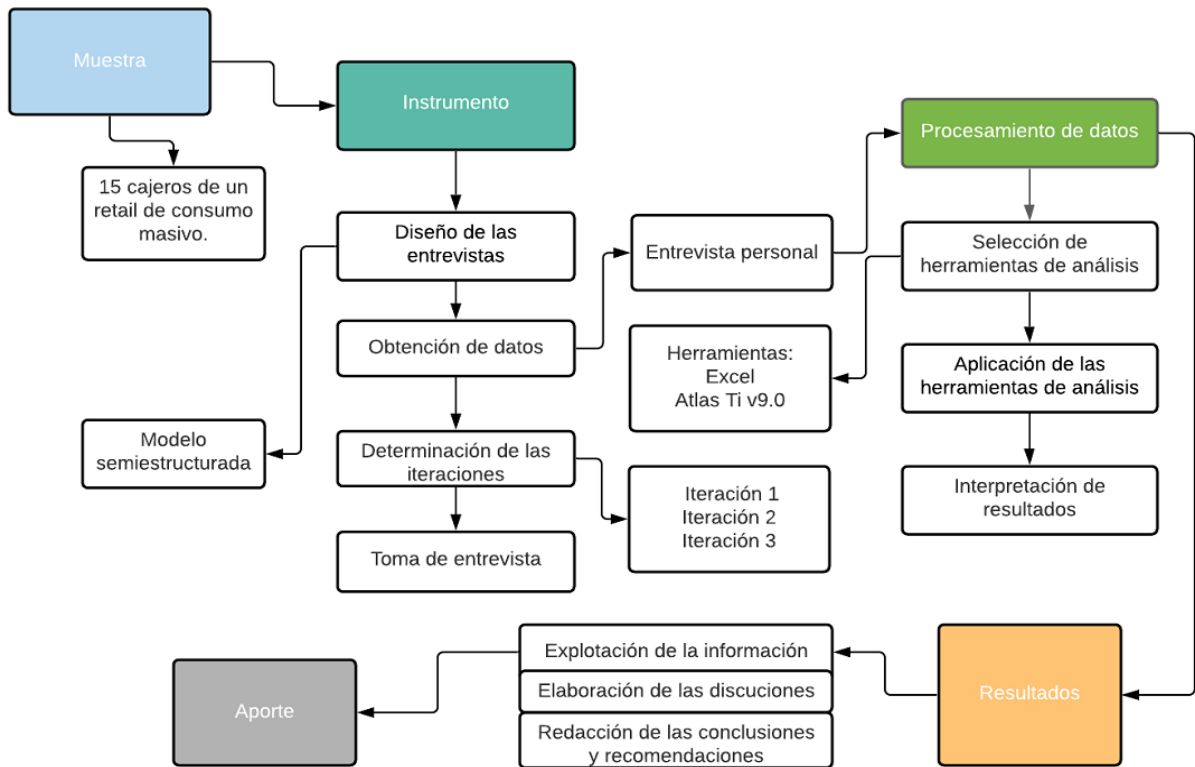 Muestra
15 cajeros de un
retail de consumo
masivo.
Instrumento
Diseño de las
entrevistas
Modelo
semiestructurada
Obtención de datos
Entrevista personal
Determinación de las
iteraciones
Iteración 1
Iteración 2
Iteración 3
Toma de entrevista
Procesamiento de datos
Selección de
herramientas de análisis
Herramientas:
Excel
Atlas Ti v9.0
Aplicación de las
herramientas de análisis
Interpretación de
resultados
Resultados
Explotación de la información
Elaboración de las discuciones
Redacción de las conclusiones
y recomendaciones
Aporte